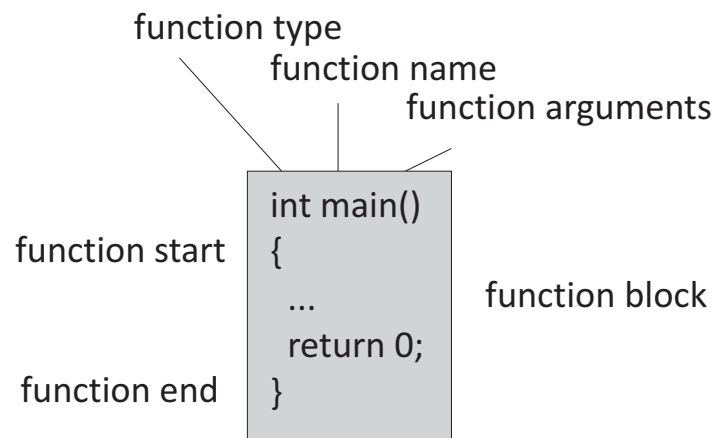 function type
function name
function arguments
int main()
function start
{
...
function block
return 0;
function end
}